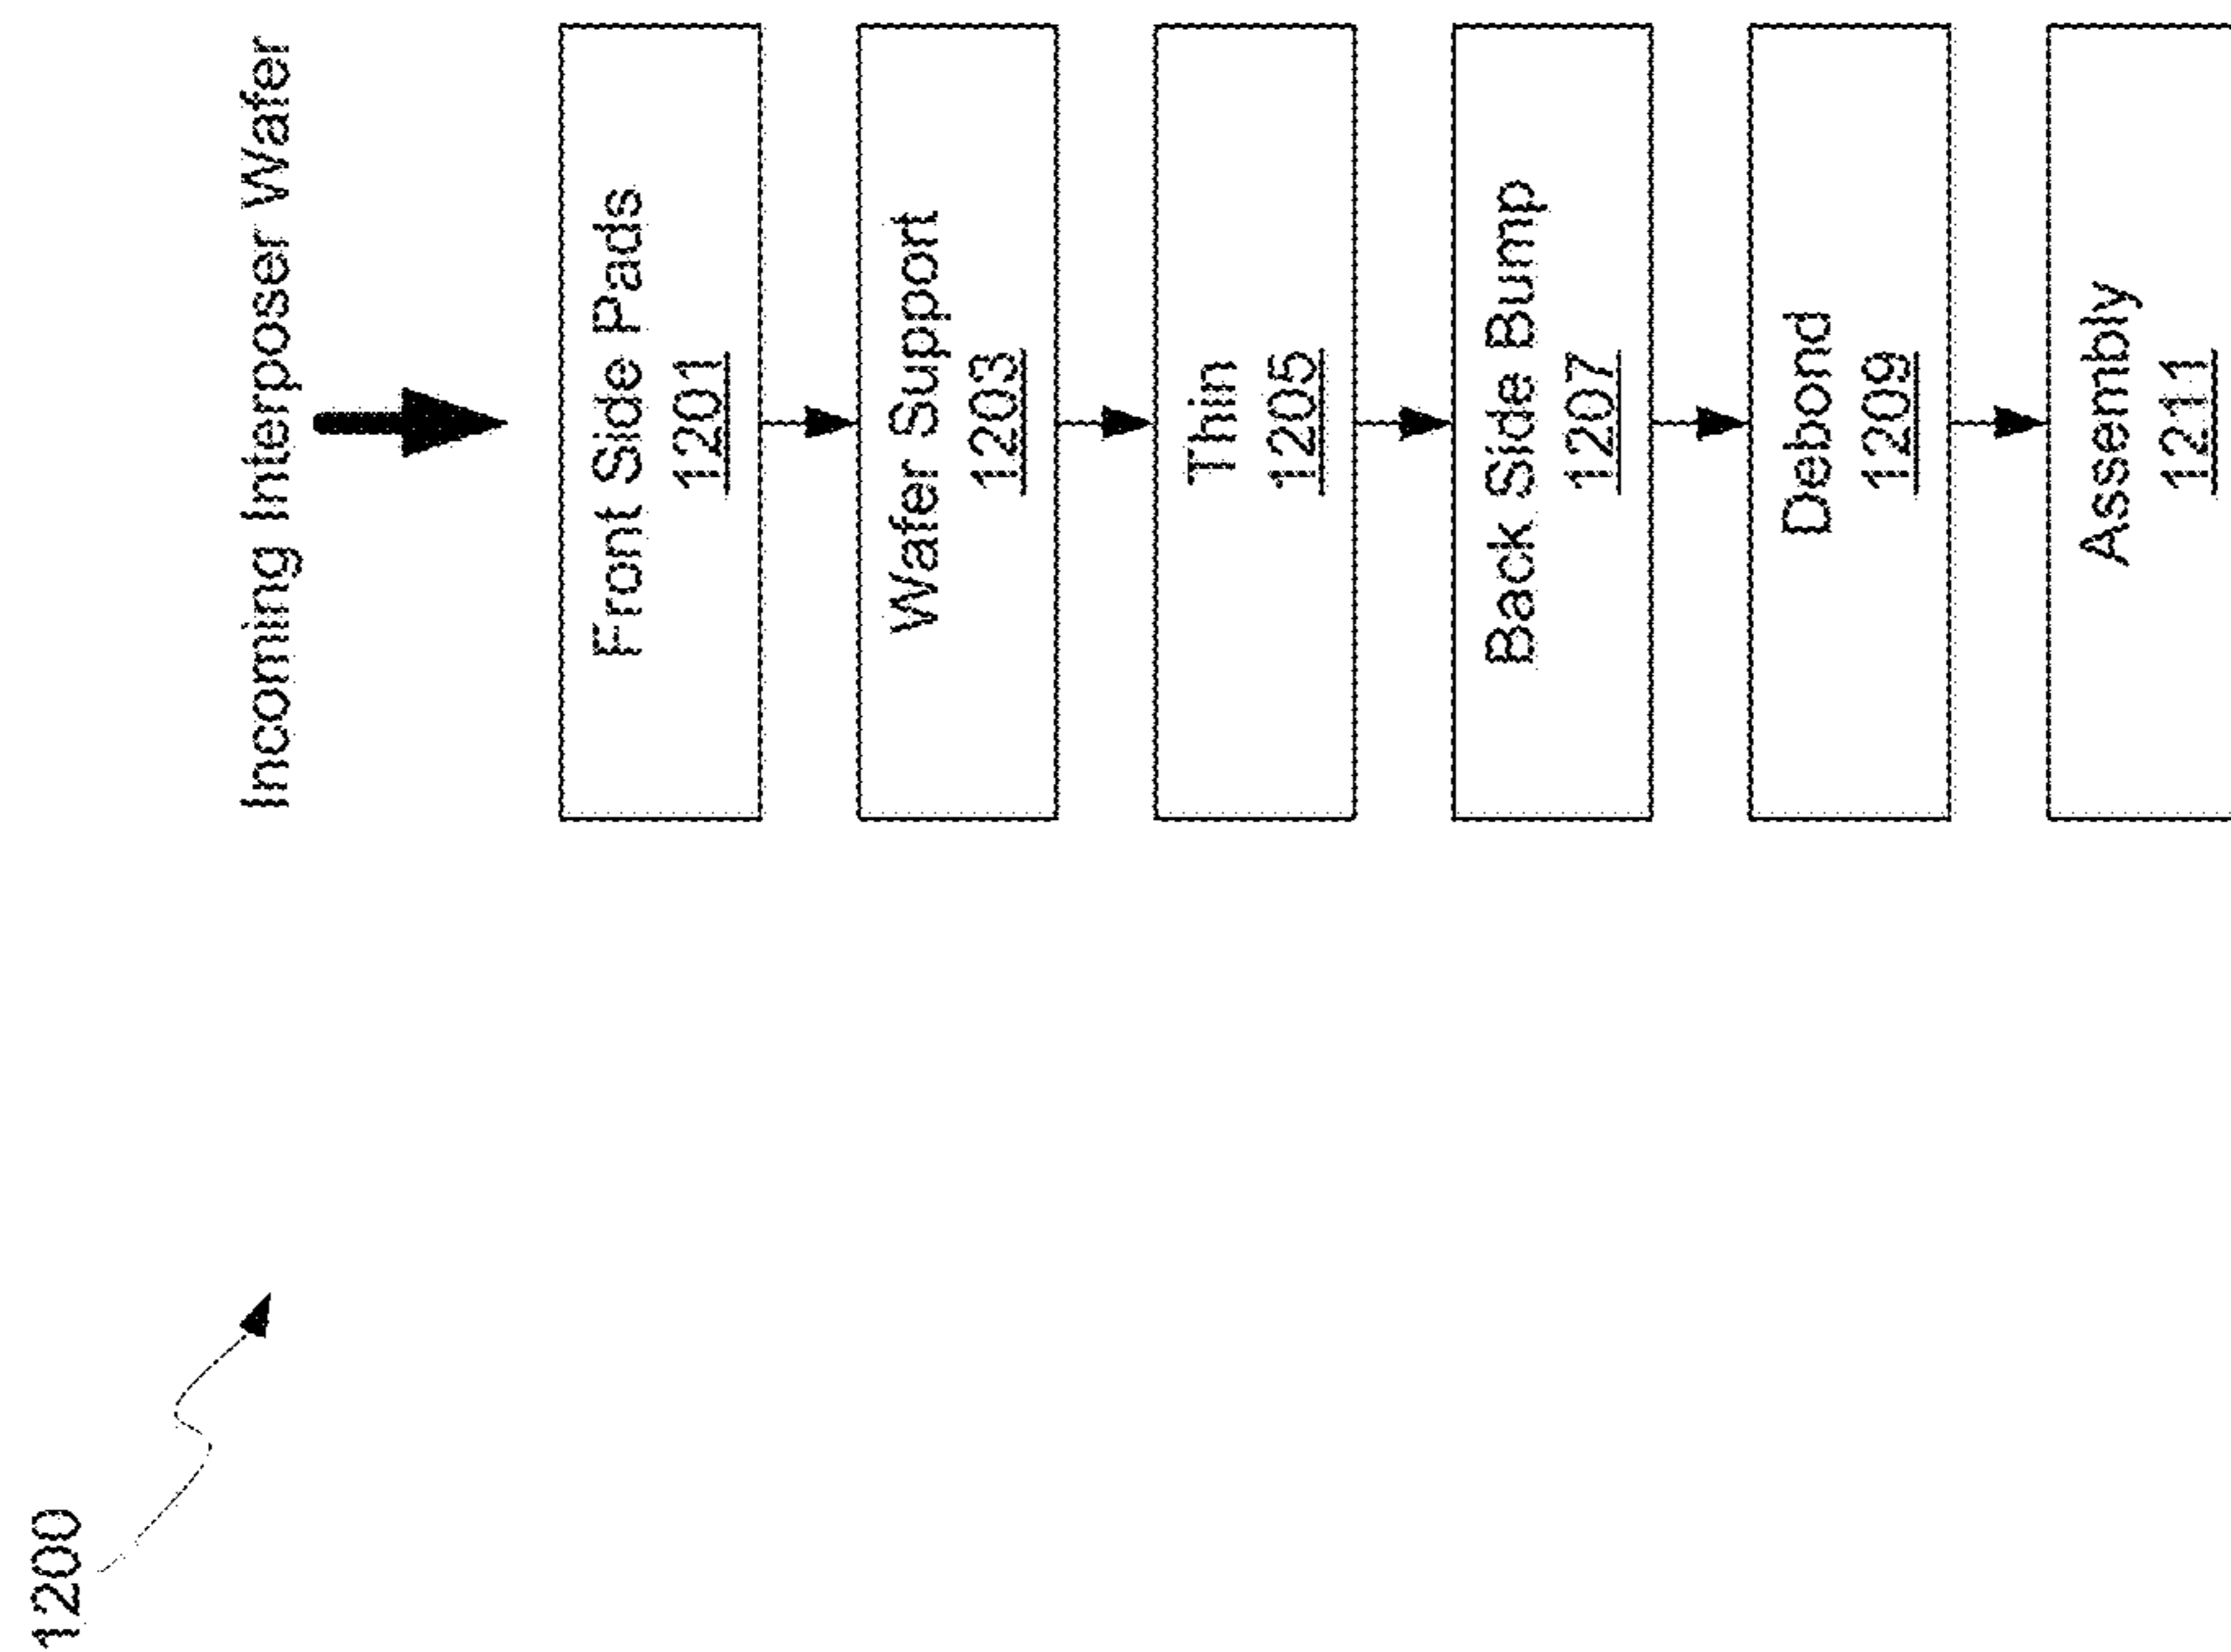 1200
Incoming Interposer Wafer
Front Side Pads
1201
Wafer Support
1203
Thin
1205
Back Side Bump
1207
Debond
1209
Assembly
1211